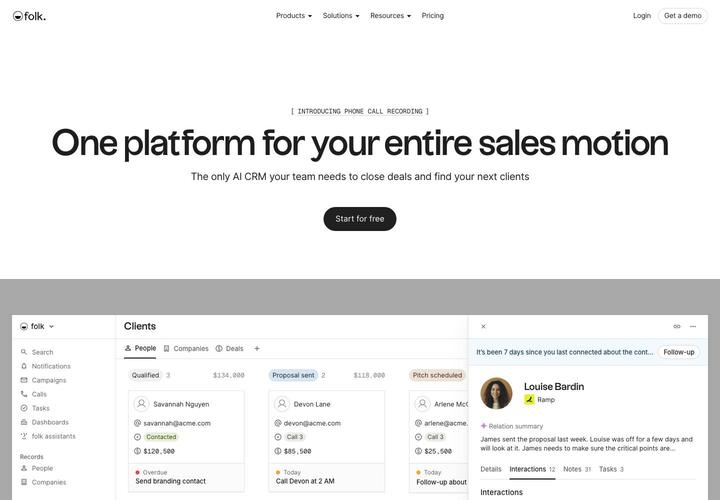 folk.
Products
Solutions
Resources
Pricing
Login
Get a demo
[ INTRODUCING PHONE CALL RECORDING ]
One platform for your entire sales motion
The only AI CRM your team needs to close deals and find your next clients
Start for free
folk
Search
Notifications
Campaigns
Calls
Tasks
Dashboards
folk assistants
Records
People
Companies
Clients
People
Companies
Deals
Qualified 3 $134,000
Savannah Nguyen
savannah@acme.com
Contacted
$120,500
Overdue
Send branding contact
Proposal sent 2 $118,000
Devon Lane
devon@acme.com
Call 3
$85,500
Today
Call Devon at 2 AM
Pitch scheduled
Arlene
arlene@acme.
Call 3
$25,500
Today
Follow-up about
It's been 7 days since you last connected about the cont...
Follow-up
Louise Bardin
Ramp
Relation summary
James sent the proposal last week. Louise was off for a few days and
will look at it. James needs to make sure the critical points are...
Details
Interactions 12
Notes 31
Tasks 3
Interactions